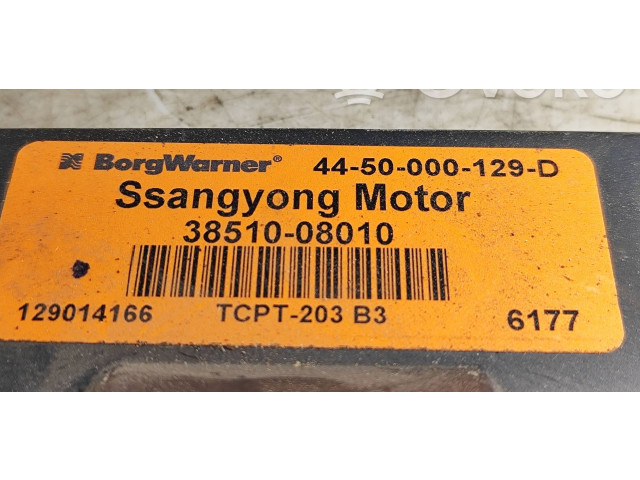 BorgWarner® 44-50-000-129-D
Ssangyong Motor
38510-08010
129014166 TCPT-203 B3 6177